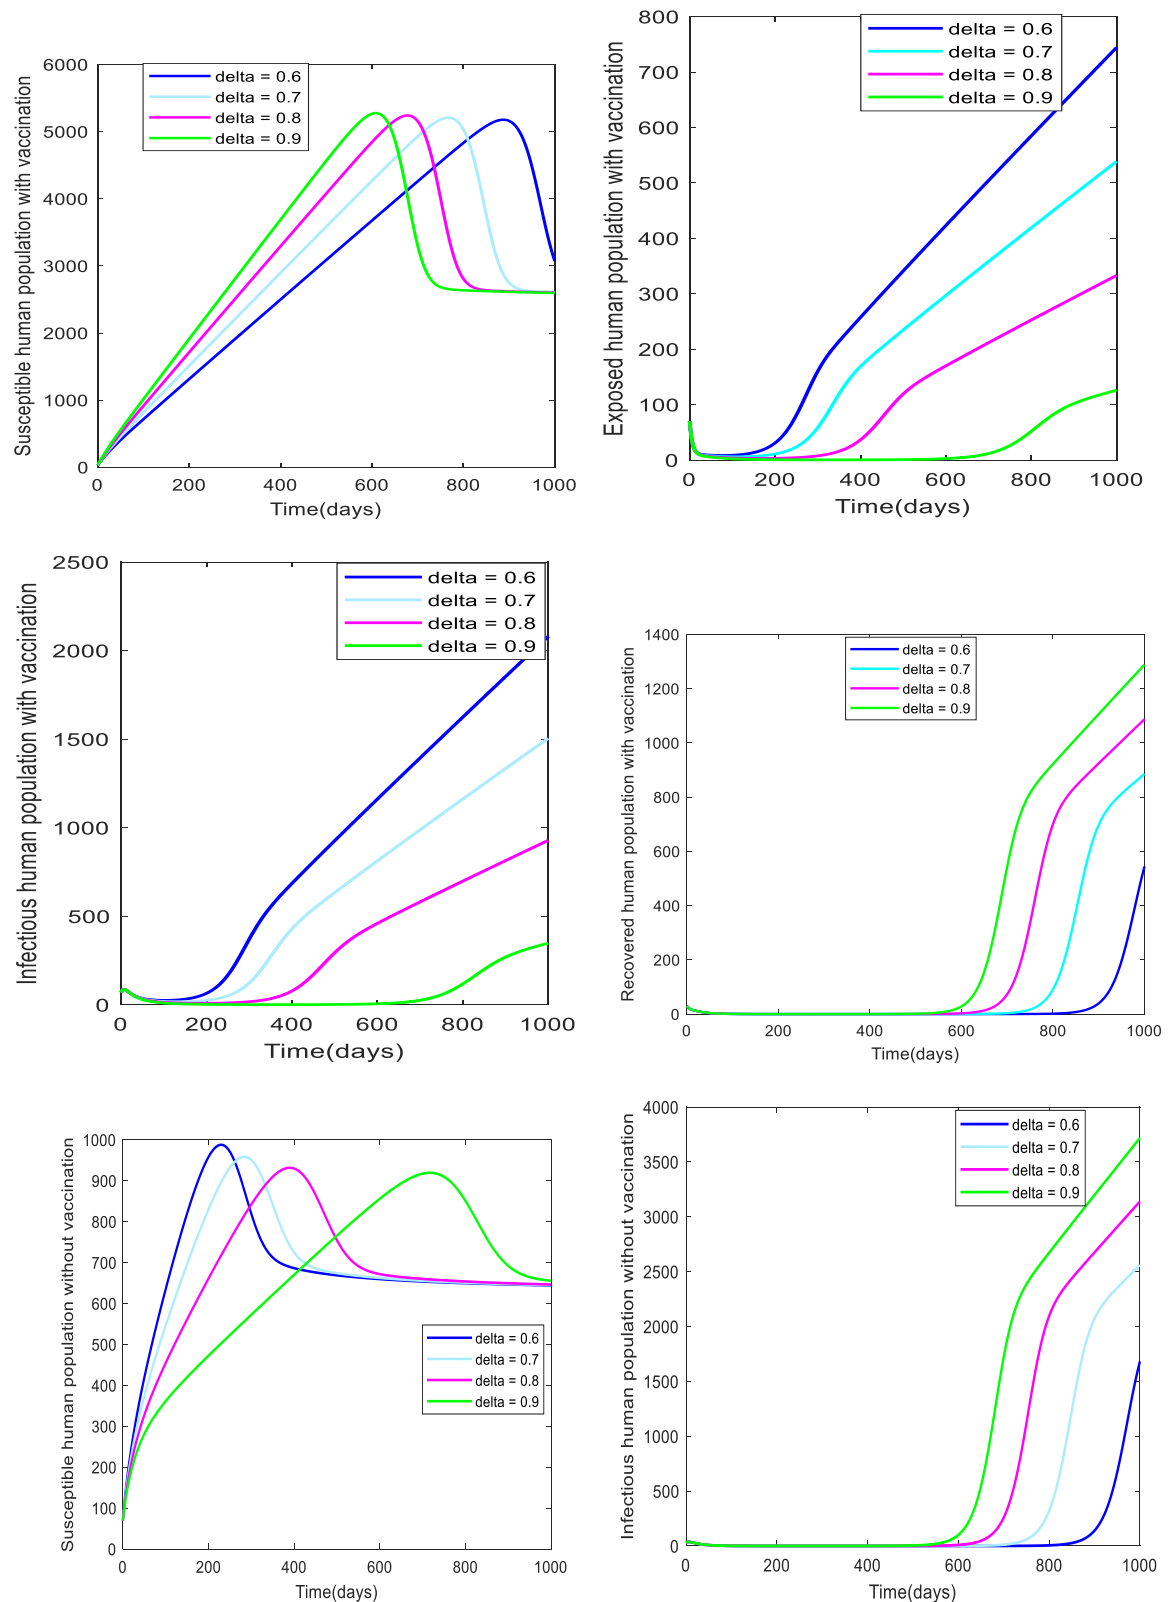 Susceptible human population with vaccination
6000
5000
4000
3000
2000
1000
0
delta = 0.6
delta = 0.7
delta = 0.8
delta = 0.9
0 200 400 600 800 1000
Time(days)
Exposed human population with vaccination
800
700
600
500
400
300
200
100
0
delta = 0.6
delta = 0.7
delta = 0.8
delta = 0.9
0 200 400 600 800 1000
Time(days)
Infectious human population with vaccination
2500
2000
1500
1000
500
0
delta = 0.6
delta = 0.7
delta = 0.8
delta = 0.9
0 200 400 600 800 1000
Time(days)
Recovered human population with vaccination
1400
1200
1000
800
600
400
200
0
delta = 0.6
delta = 0.7
delta = 0.8
delta = 0.9
0 200 400 600 800 1000
Time(days)
Susceptible human population without vaccination
1000
900
800
700
600
500
400
300
200
100
0
delta = 0.6
delta = 0.7
delta = 0.8
delta = 0.9
0 200 400 600 800 1000
Time(days)
Infectious human population without vaccination
4000
3500
3000
2500
2000
1500
1000
500
0
delta = 0.6
delta = 0.7
delta = 0.8
delta = 0.9
0 200 400 600 800 1000
Time(days)